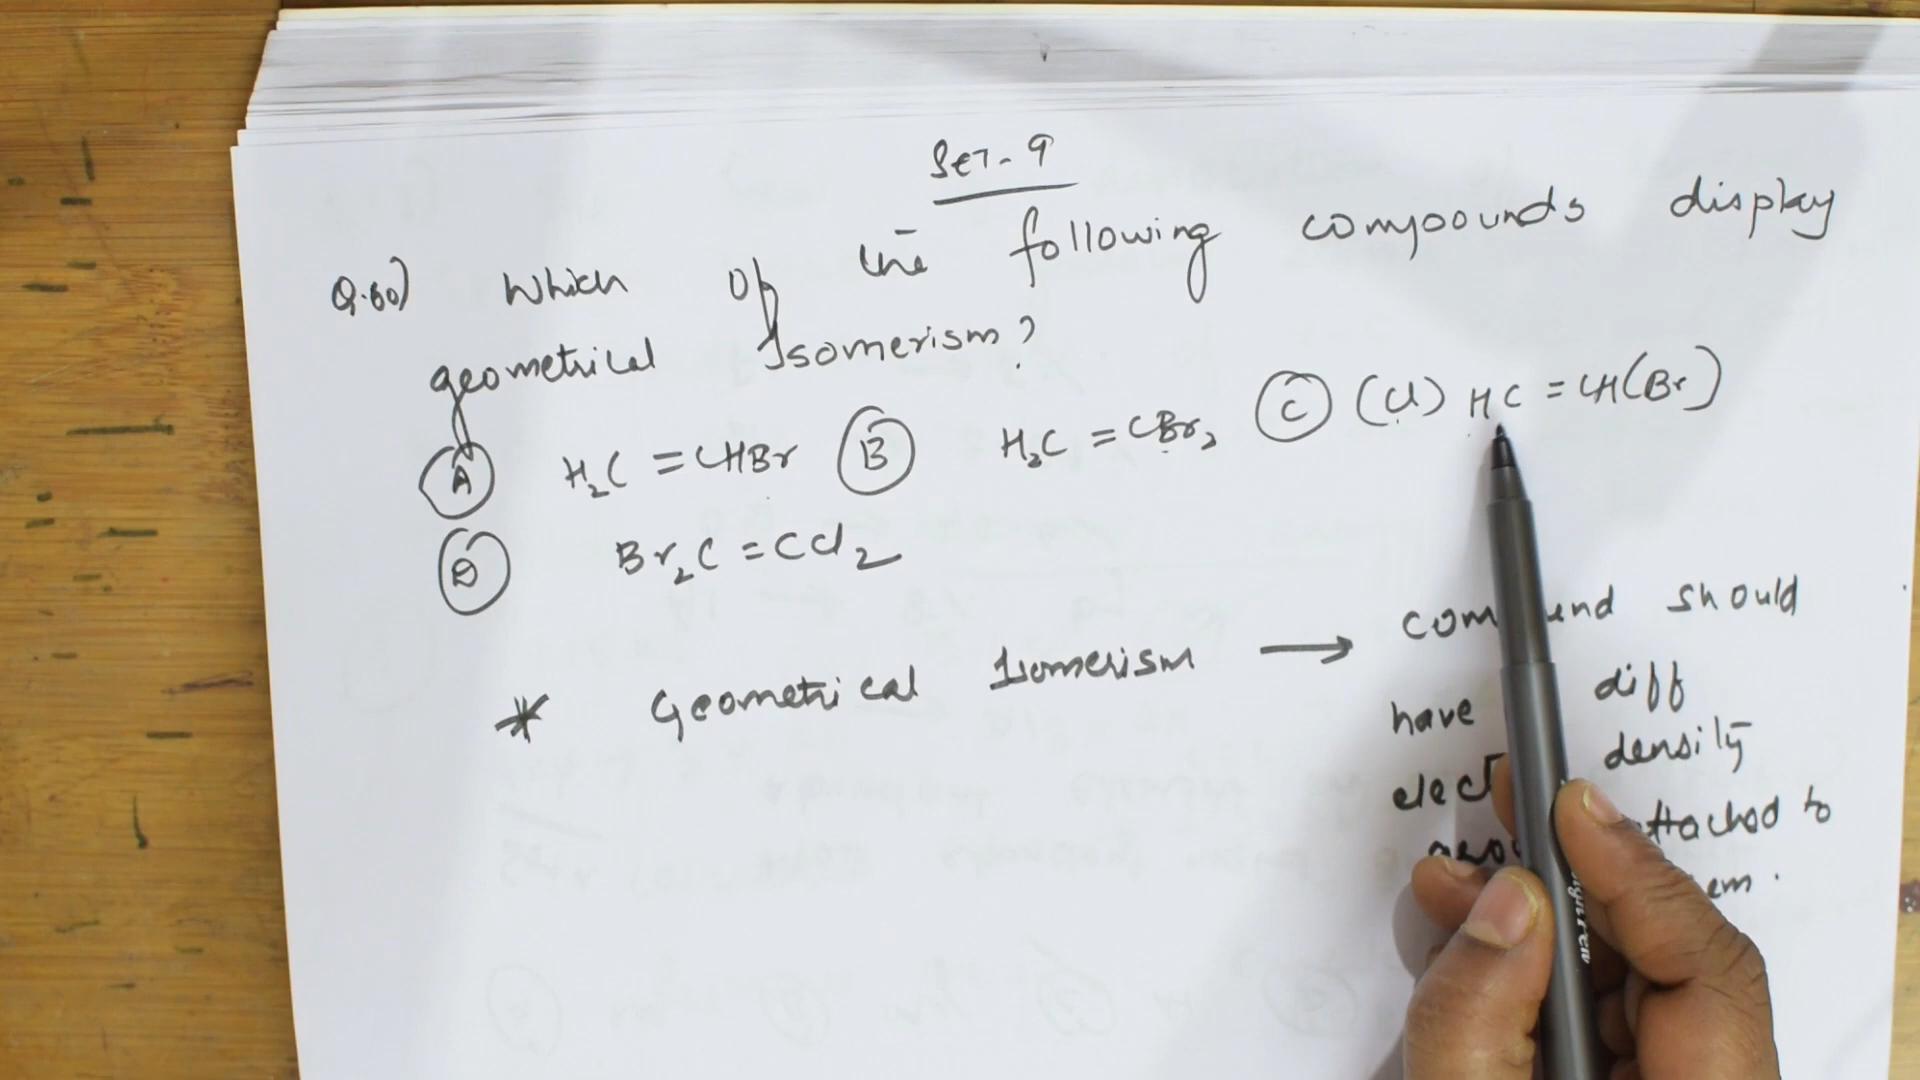 SET-9
Q.60) Which of the following compounds display
geometrical Isomerism?
A H₂C = CHBr B H₂C = CBr₂ C (Cl) HC = CH(Br)
D Br₂C = CCl₂
* Geometrical Isomerism → should
have diff
density
attached to